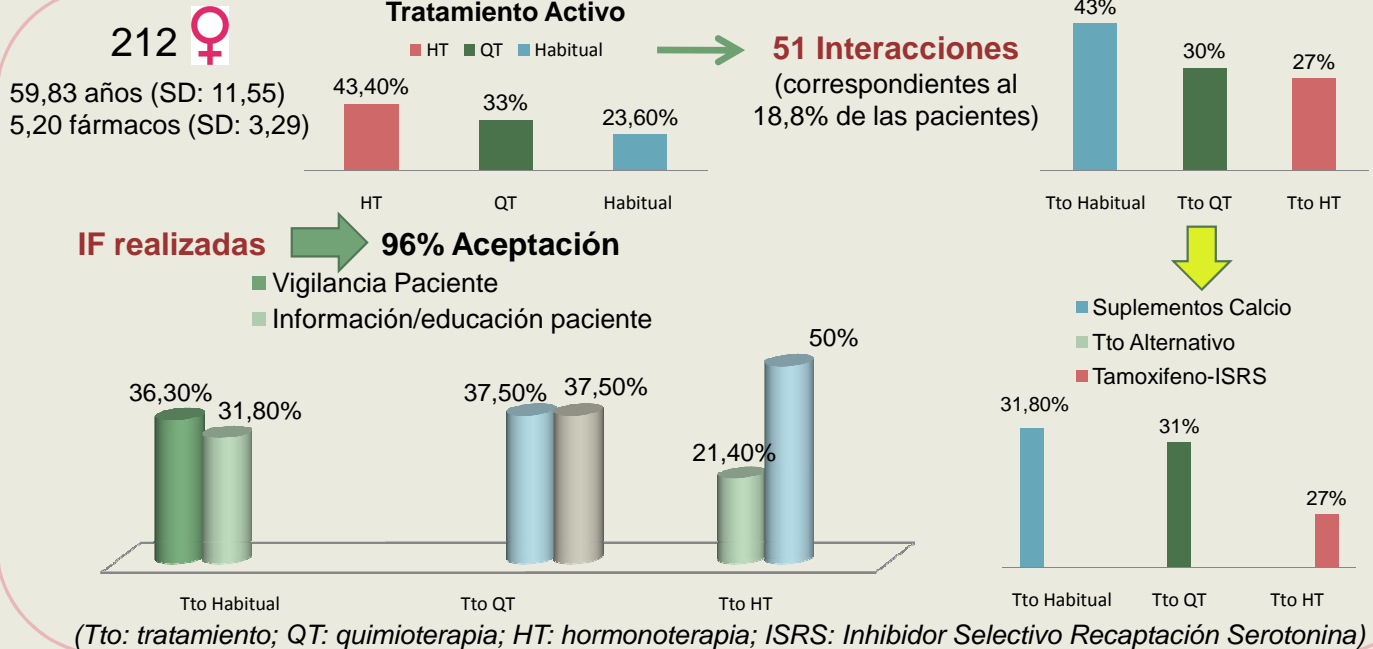 212
59,83 años (SD: 11,55)
5,20 fármacos (SD: 3,29)
Tratamiento Activo
HT QT Habitual
43,40%
33%
23,60%
HT QT Habitual
51 Interacciones
(correspondientes al
18,8% de las pacientes)
43%
30%
27%
Tto Habitual Tto QT Tto HT
IF realizadas 96% Aceptación
Vigilancia Paciente
Información/educación paciente
36,30%
31,80%
37,50%
37,50%
21,40%
50%
Tto Habitual Tto QT Tto HT
Suplementos Calcio
Tto Alternativo
Tamoxifeno-ISRS
31,80%
31%
27%
Tto Habitual Tto QT Tto HT
(Tto: tratamiento; QT: quimioterapia; HT: hormonoterapia; ISRS: Inhibidor Selectivo Recaptación Serotonina)